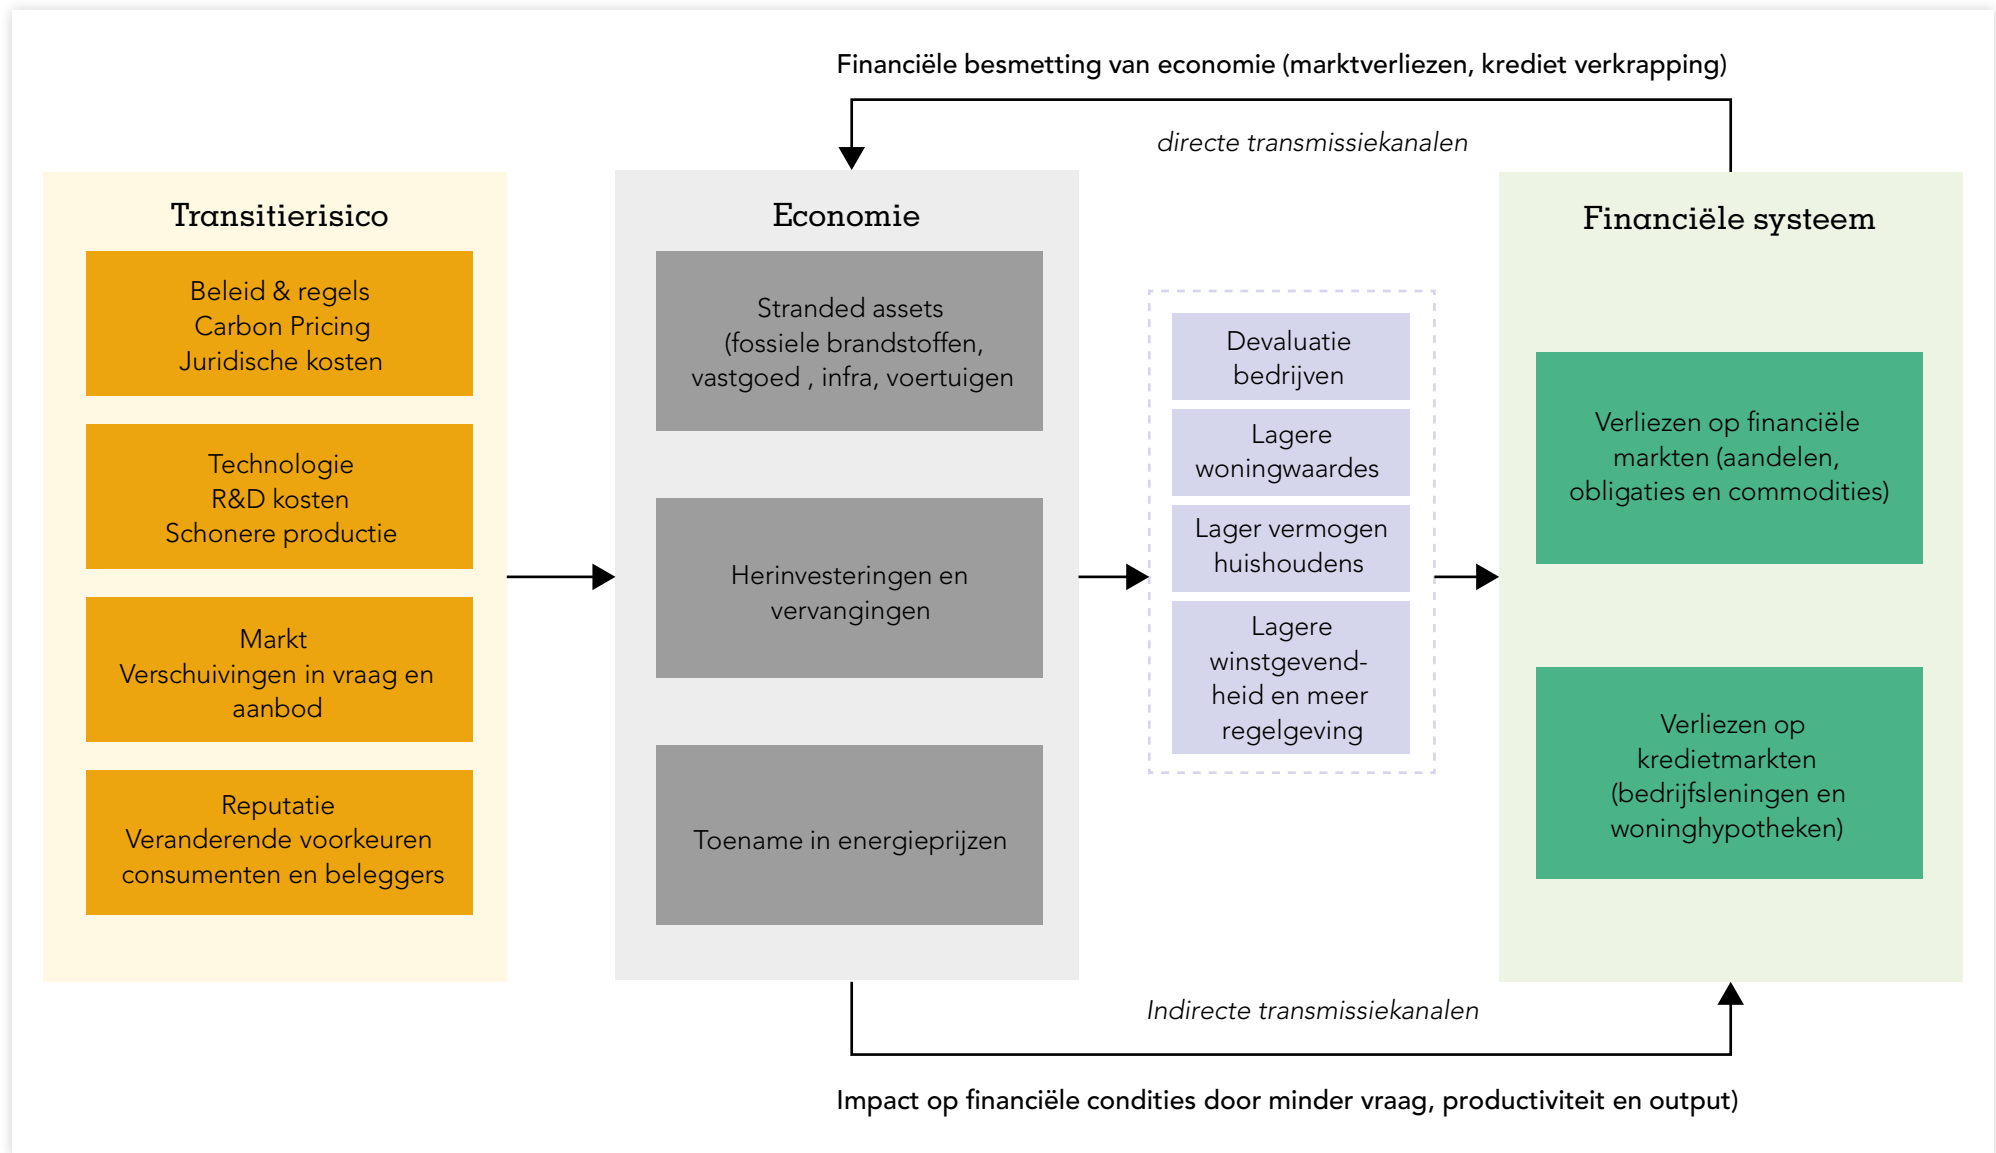 Financiële besmetting van economie (marktverliezen, krediet verkrapping)
directe transmissiekanalen
Transitierisico
Beleid & regels
Carbon Pricing
Juridische kosten
Technologie
R&D kosten
Schonere productie
Markt
Verschuivingen in vraag en
aanbod
Reputatie
Veranderende voorkeuren
consumenten en beleggers
Economie
Stranded assets
(fossiele brandstoffen,
vastgoed , infra, voertuigen
Herinvesteringen en
vervangingen
Toename in energieprijzen
Devaluatie
bedrijven
Lagere
woningwaardes
Lager vermogen
huishoudens
Lagere
winstgevend-
heid en meer
regelgeving
Financiële systeem
Verliezen op financiële
markten (aandelen,
obligaties en commodities)
Verliezen op
kredietmarkten
(bedrijfsleningen en
woninghypotheken)
Indirecte transmissiekanalen
Impact op financiële condities door minder vraag, productiviteit en output)